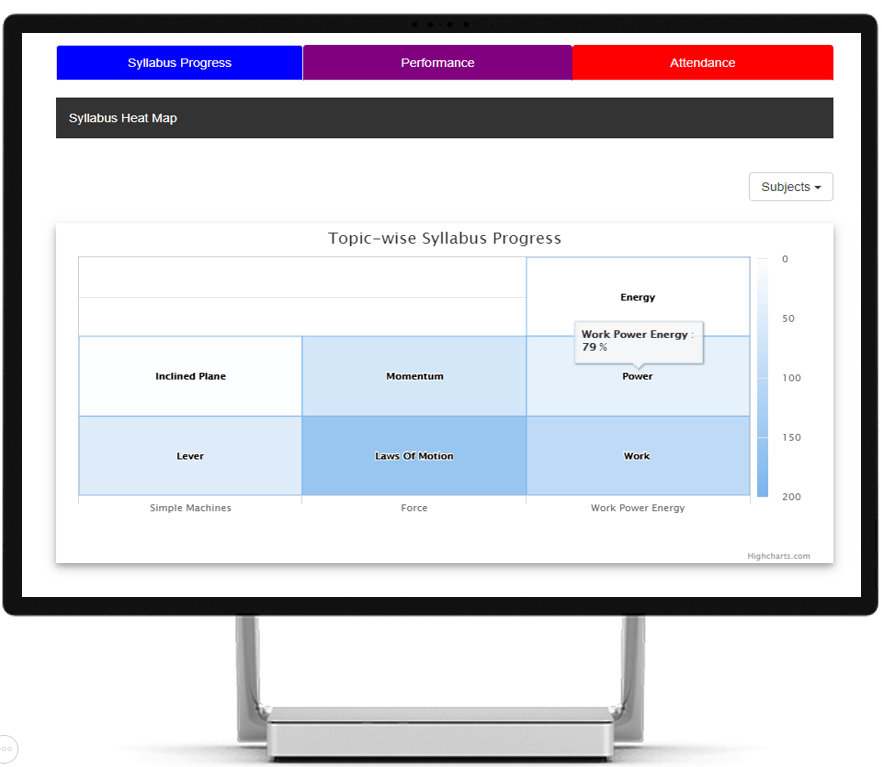 Syllabus Progress
Performance
Attendance
Syllabus Heat Map
Subjects
Topic-wise Syllabus Progress
0
Energy
50
Work Power Energy :
79 %
Inclined Plane
Momentum
Power
100
150
Lever
Laws Of Motion
Work
200
Simple Machines
Force
Work Power Energy
Highcharts.com